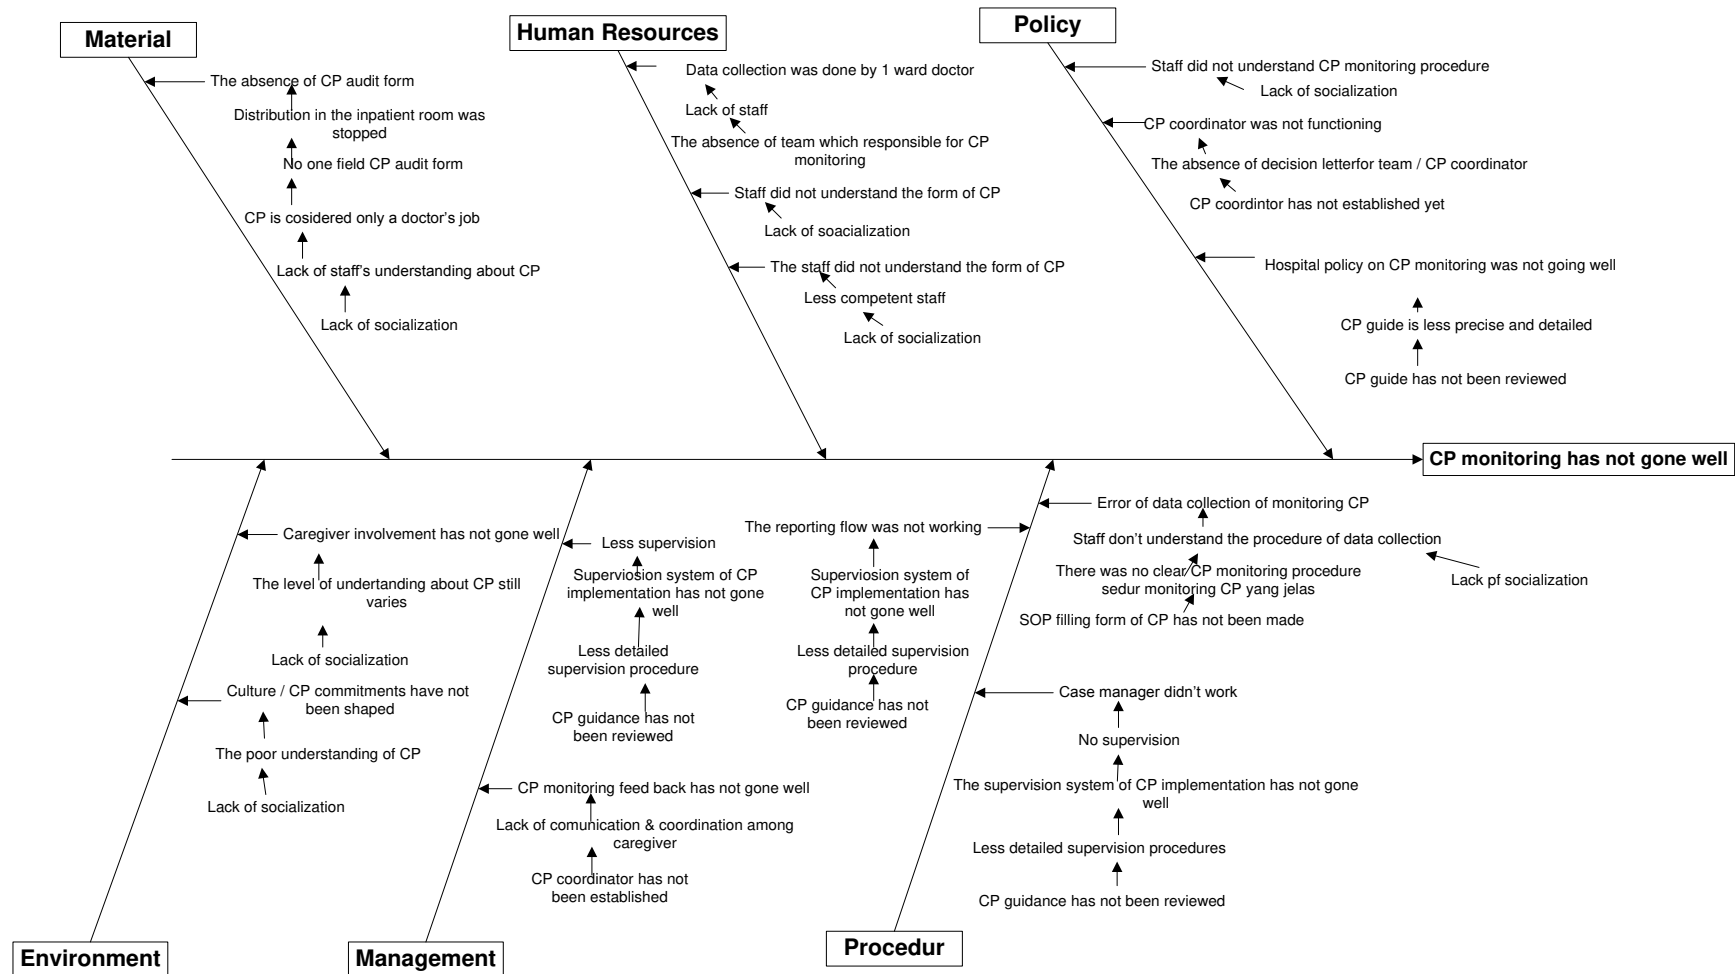 Material
The absence of CP audit form
Distribution in the inpatient room was
stopped
No one field CP audit form
CP is cosidered only a doctor's job
Lack of staff's understanding about CP
Lack of socialization
Human Resources
Data collection was done by 1 ward doctor
Lack of staff
The absence of team which responsible for CP
monitoring
Staff did not understand the form of CP
Lack of soacialization
The staff did not understand the form of CP
Less competent staff
Lack of socialization
Policy
Staff did not understand CP monitoring procedure
Lack of socialization
CP coordinator was not functioning
The absence of decision letterfor team / CP coordinator
CP coordintor has not established yet
Hospital policy on CP monitoring was not going well
CP guide is less precise and detailed
CP guide has not been reviewed
CP monitoring has not gone well
Caregiver involvement has not gone well
The level of undertanding about CP still
varies
Lack of socialization
Culture / CP commitments have not
been shaped
The poor understanding of CP
Lack of socialization
Environment
Less supervision
Superviosion system of CP
implementation has not gone
well
Less detailed
supervision procedure
CP guidance has not
been reviewed
CP monitoring feed back has not gone well
Lack of comunication & coordination among
caregiver
CP coordinator has not
been established
Management
The reporting flow was not working
Superviosion system of
CP implementation has
not gone well
Less detailed supervision
procedure
CP guidance has not
been reviewed
Error of data collection of monitoring CP
Staff don't understand the procedure of data collection
Lack pf socialization
There was no clear CP monitoring procedure
sedur monitoring CP yang jelas
SOP filling form of CP has not been made
Case manager didn't work
No supervision
The supervision system of CP implementation has not gone
well
Less detailed supervision procedures
CP guidance has not been reviewed
Procedur